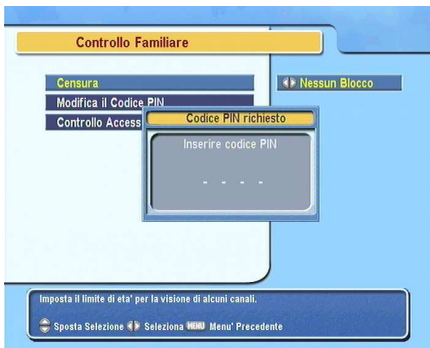 Controllo Familiare
Censura
Nessun Blocco
Modifica il Codice PIN
Controllo Access
Codice PIN richiesto
Inserire codice PIN
- - - -
Imposta il limite di eta' per la visione di alcuni canali.
Sposta Selezione Seleziona MENU Menu' Precedente